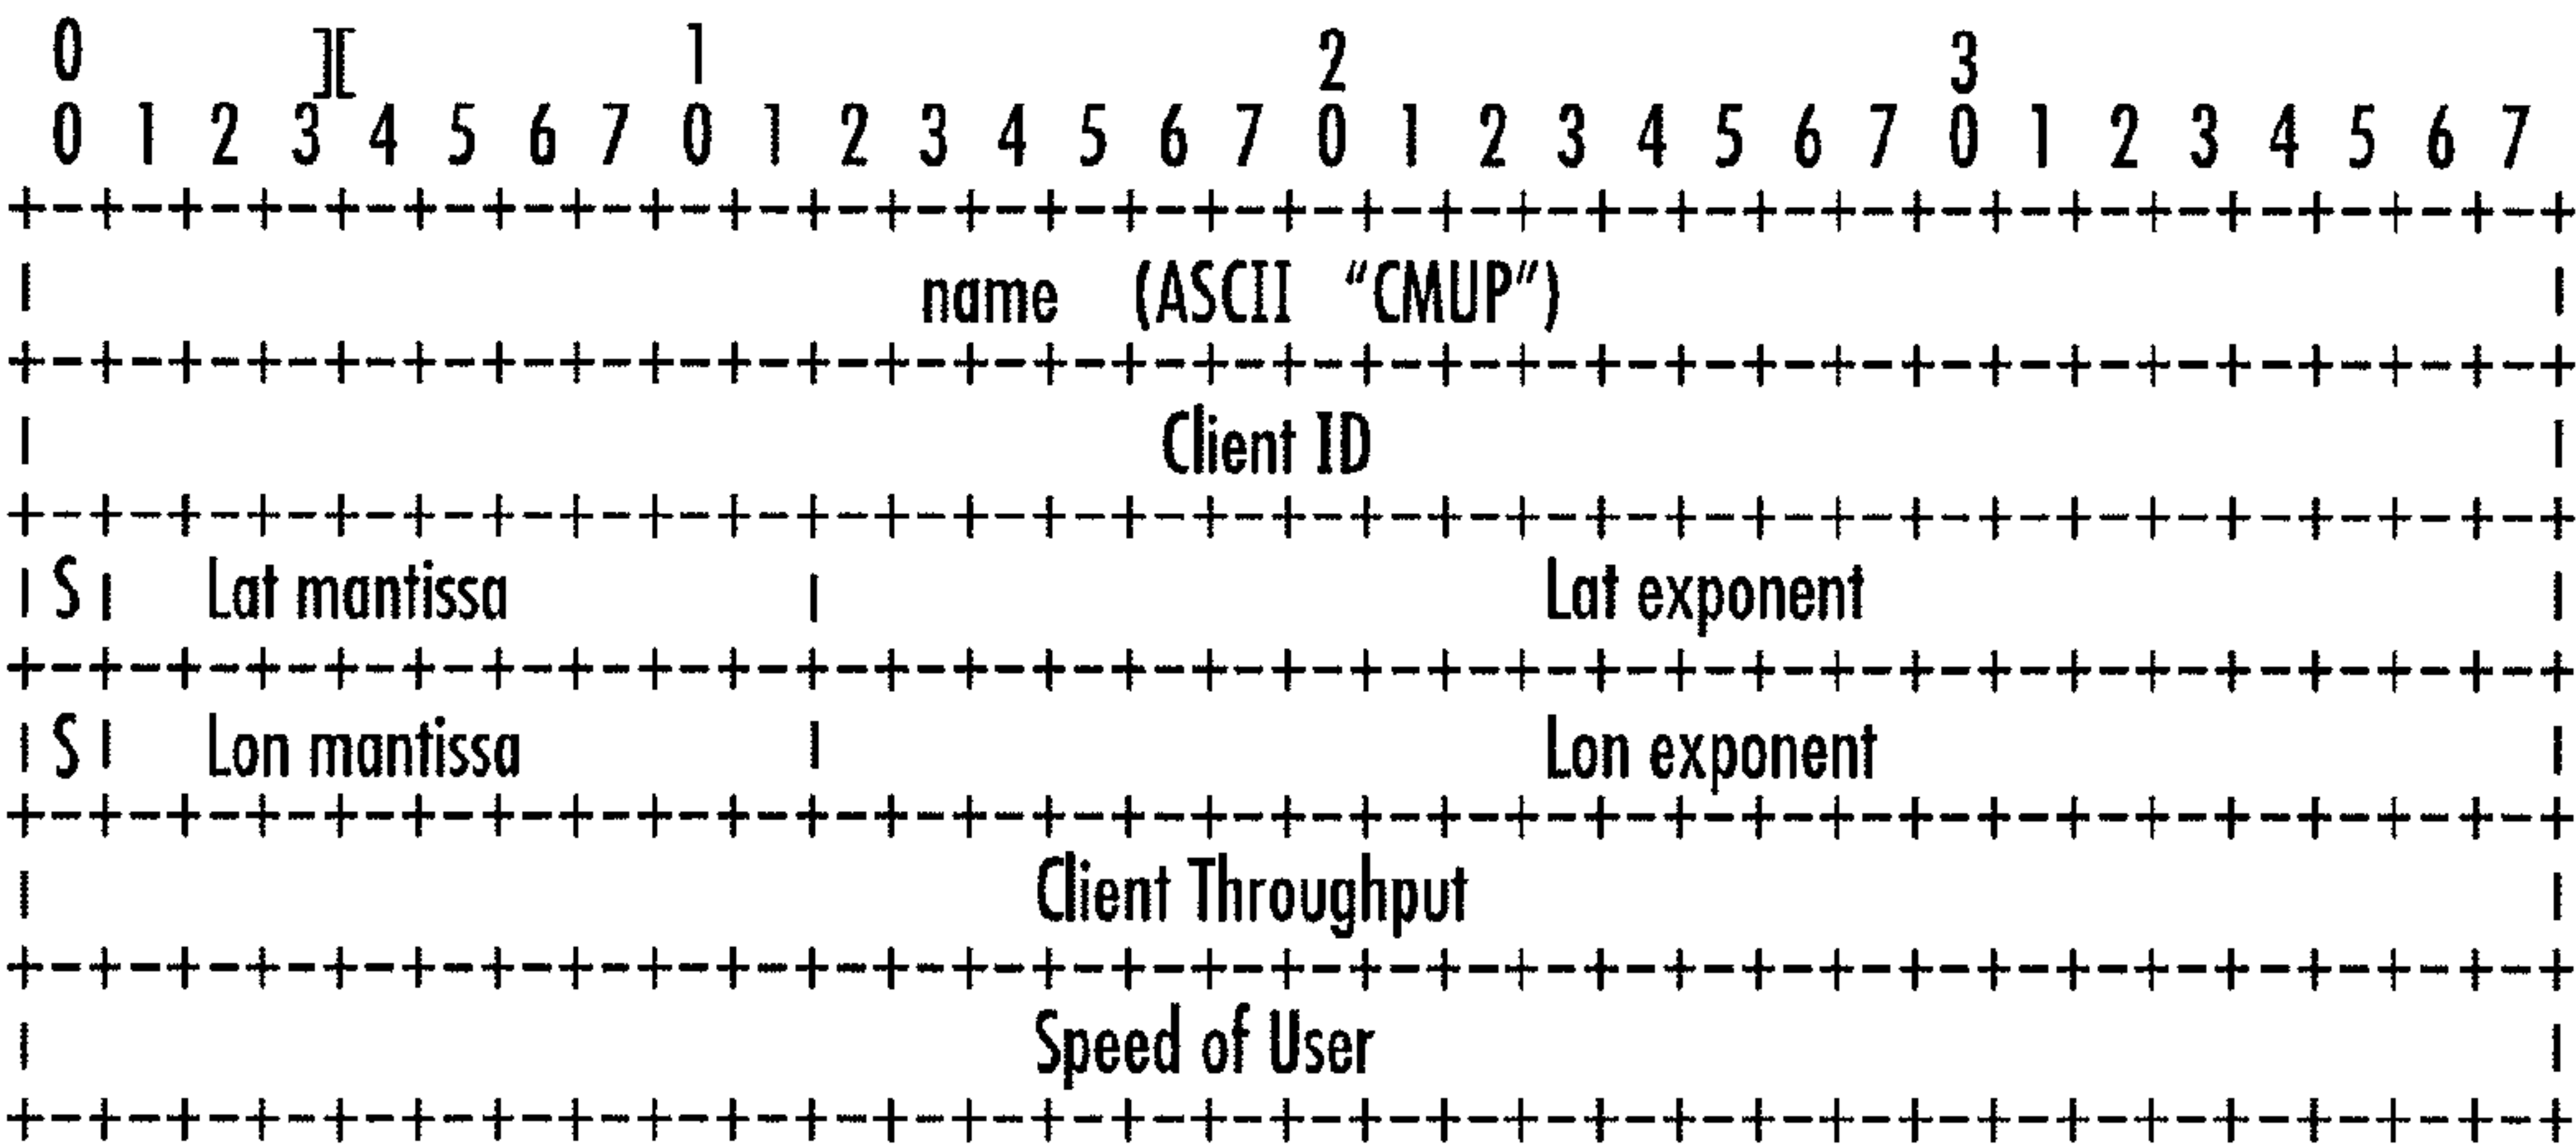 0 ][ 1 2 3
0 1 2 3 4 5 6 7 0 1 2 3 4 5 6 7 0 1 2 3 4 5 6 7 0 1 2 3 4 5 6 7
+-+-+-+-+-+-+-+-+-+-+-+-+-+-+-+-+-+-+-+-+-+-+-+-+-+-+-+-+-+-+-+-+
| name (ASCII “CMUP”) |
+-+-+-+-+-+-+-+-+-+-+-+-+-+-+-+-+-+-+-+-+-+-+-+-+-+-+-+-+-+-+-+-+
| Client ID |
+-+-+-+-+-+-+-+-+-+-+-+-+-+-+-+-+-+-+-+-+-+-+-+-+-+-+-+-+-+-+-+-+
| S | Lat mantissa | Lat exponent |
+-+-+-+-+-+-+-+-+-+-+-+-+-+-+-+-+-+-+-+-+-+-+-+-+-+-+-+-+-+-+-+-+
| S | Lon mantissa | Lon exponent |
+-+-+-+-+-+-+-+-+-+-+-+-+-+-+-+-+-+-+-+-+-+-+-+-+-+-+-+-+-+-+-+-+
| Client Throughput |
+-+-+-+-+-+-+-+-+-+-+-+-+-+-+-+-+-+-+-+-+-+-+-+-+-+-+-+-+-+-+-+-+
| Speed of User |
+-+-+-+-+-+-+-+-+-+-+-+-+-+-+-+-+-+-+-+-+-+-+-+-+-+-+-+-+-+-+-+-+